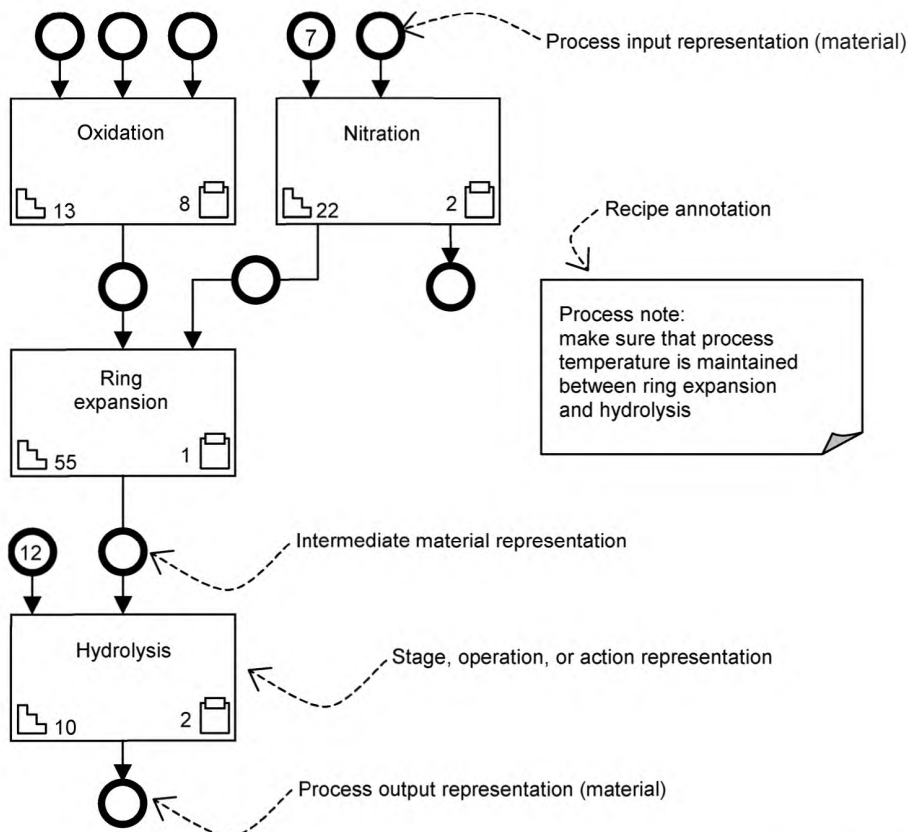 7
Process input representation (material)
Oxidation
Nitration
13
8
22
2
Recipe annotation
Process note:
make sure that process
temperature is maintained
between ring expansion
and hydrolysis
Ring
expansion
55
1
12
Intermediate material representation
Hydrolysis
Stage, operation, or action representation
10
2
Process output representation (material)